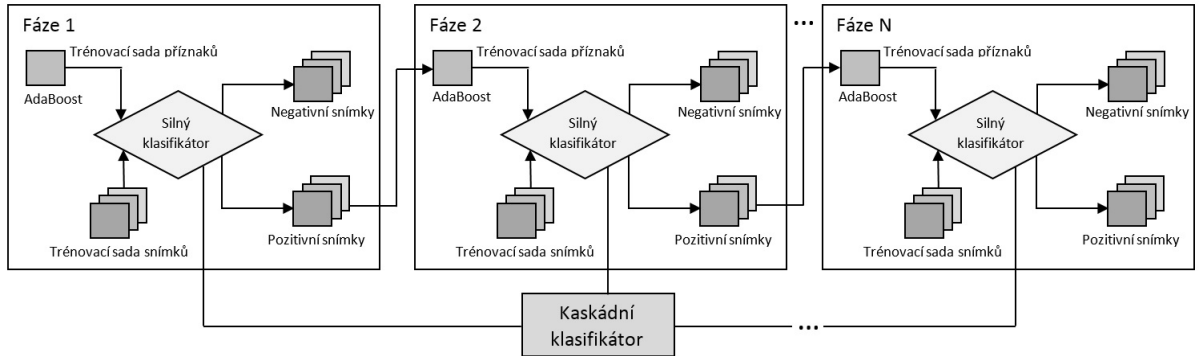 Fáze 1
Trénovací sada příznaků
AdaBoost
Silný
klasifikátor
Negativní snímky
Trénovací sada snímků
Pozitivní snímky
Fáze 2
Trénovací sada příznaků
AdaBoost
Silný
klasifikátor
Negativní snímky
Trénovací sada snímků
Pozitivní snímky
...
Fáze N
Trénovací sada příznaků
AdaBoost
Silný
klasifikátor
Negativní snímky
Trénovací sada snímků
Pozitivní snímky
Kaskádní
klasifikátor
...